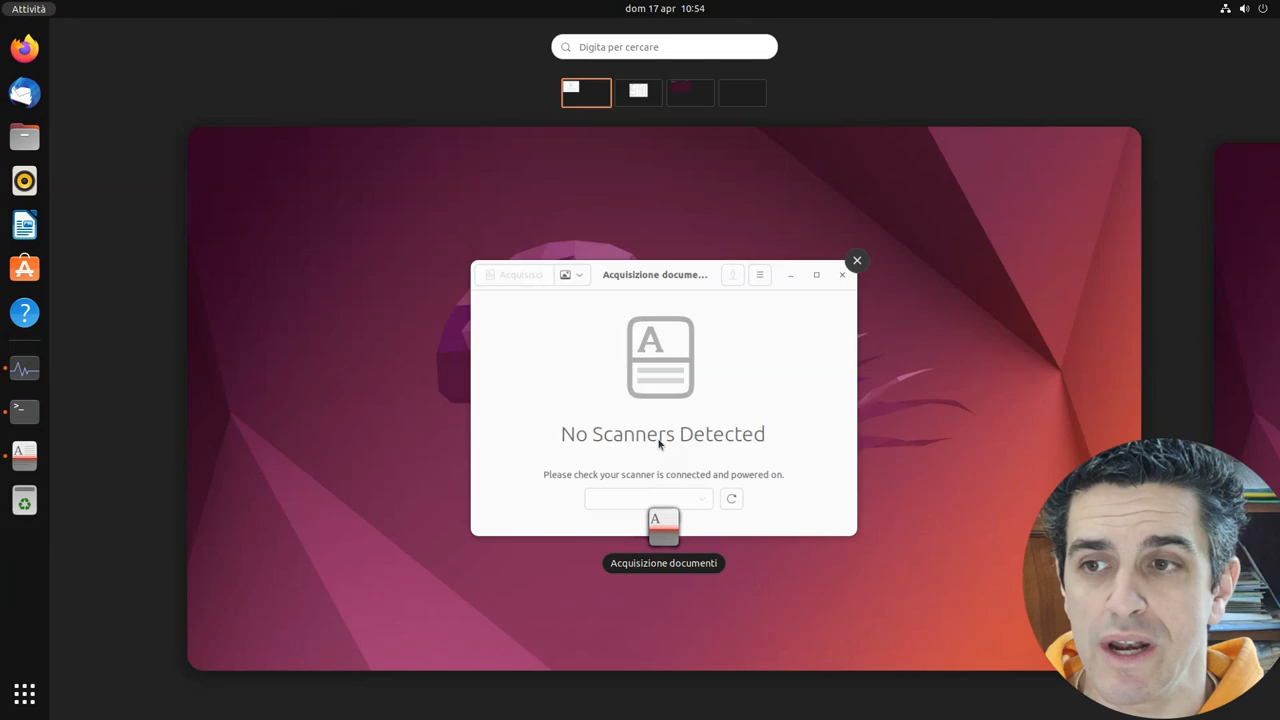 Attività
dom 17 apr 10:54
Digita per cercare
Acquisisci
Acquisizione docume...
A
No Scanners Detected
Please check your scanner is connected and powered on.
A
Acquisizione documenti
?
>_
A